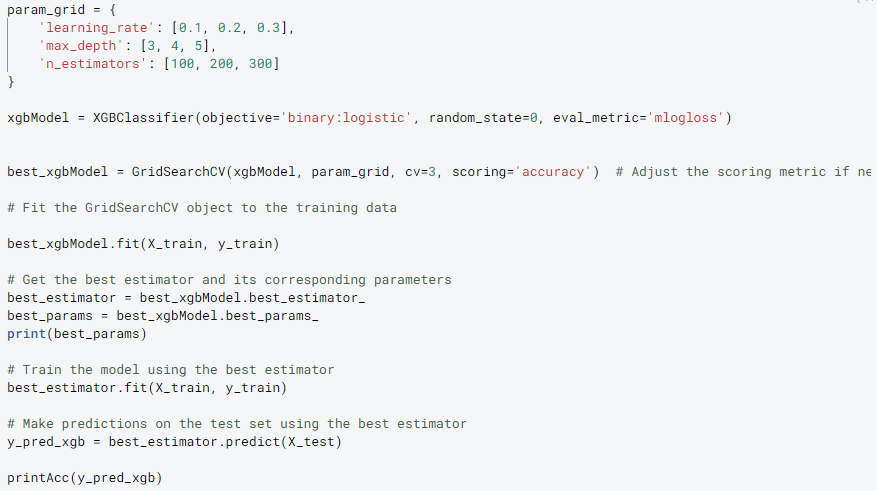 param_grid = {
    'learning_rate': [0.1, 0.2, 0.3],
    'max_depth': [3, 4, 5],
    'n_estimators': [100, 200, 300]
}
xgbModel = XGBClassifier(objective='binary:logistic', random_state=0, eval_metric='mlogloss')
best_xgbModel = GridSearchCV(xgbModel, param_grid, cv=3, scoring='accuracy')  # Adjust the scoring metric if ne
# Fit the GridSearchCV object to the training data
best_xgbModel.fit(X_train, y_train)
# Get the best estimator and its corresponding parameters
best_estimator = best_xgbModel.best_estimator_
best_params = best_xgbModel.best_params_
print(best_params)
# Train the model using the best estimator
best_estimator.fit(X_train, y_train)
# Make predictions on the test set using the best estimator
y_pred_xgb = best_estimator.predict(X_test)
printAcc(y_pred_xgb)